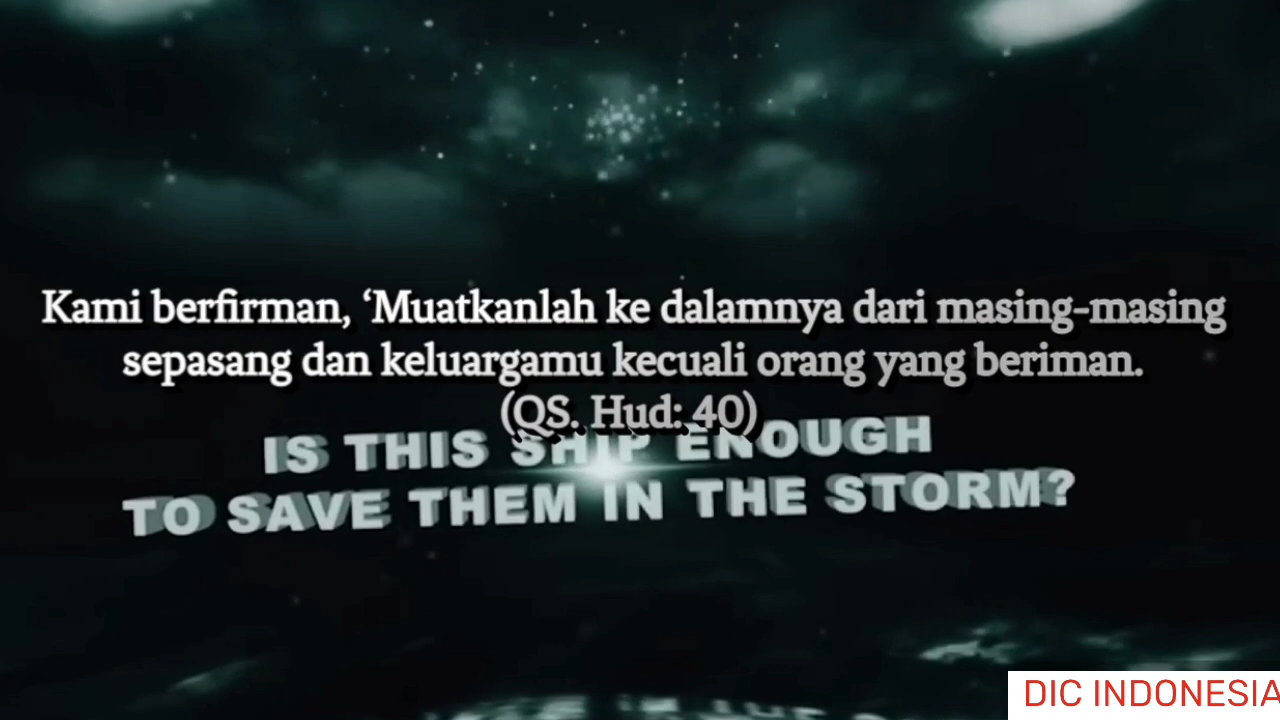 Kami berfirman, ‘Muatkanlah ke dalamnya dari masing-masing
sepasang dan keluargamu kecuali orang yang beriman.
(QS. Hud: 40)
IS THIS SHIP ENOUGH
TO SAVE THEM IN THE STORM?
DIC INDONESIA